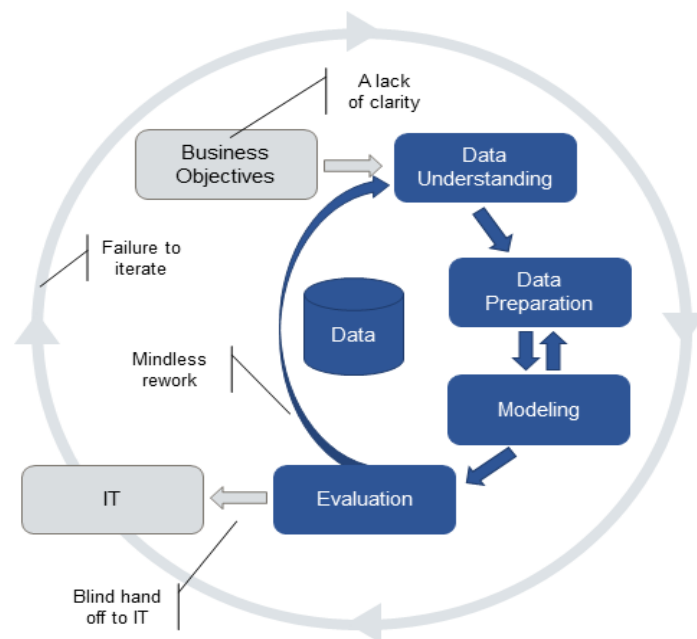 A lack
of clarity
Business
Objectives
Data
Understanding
Failure to
iterate
Data
Preparation
Data
Mindless
rework
Modeling
IT
Evaluation
Blind hand
off to IT